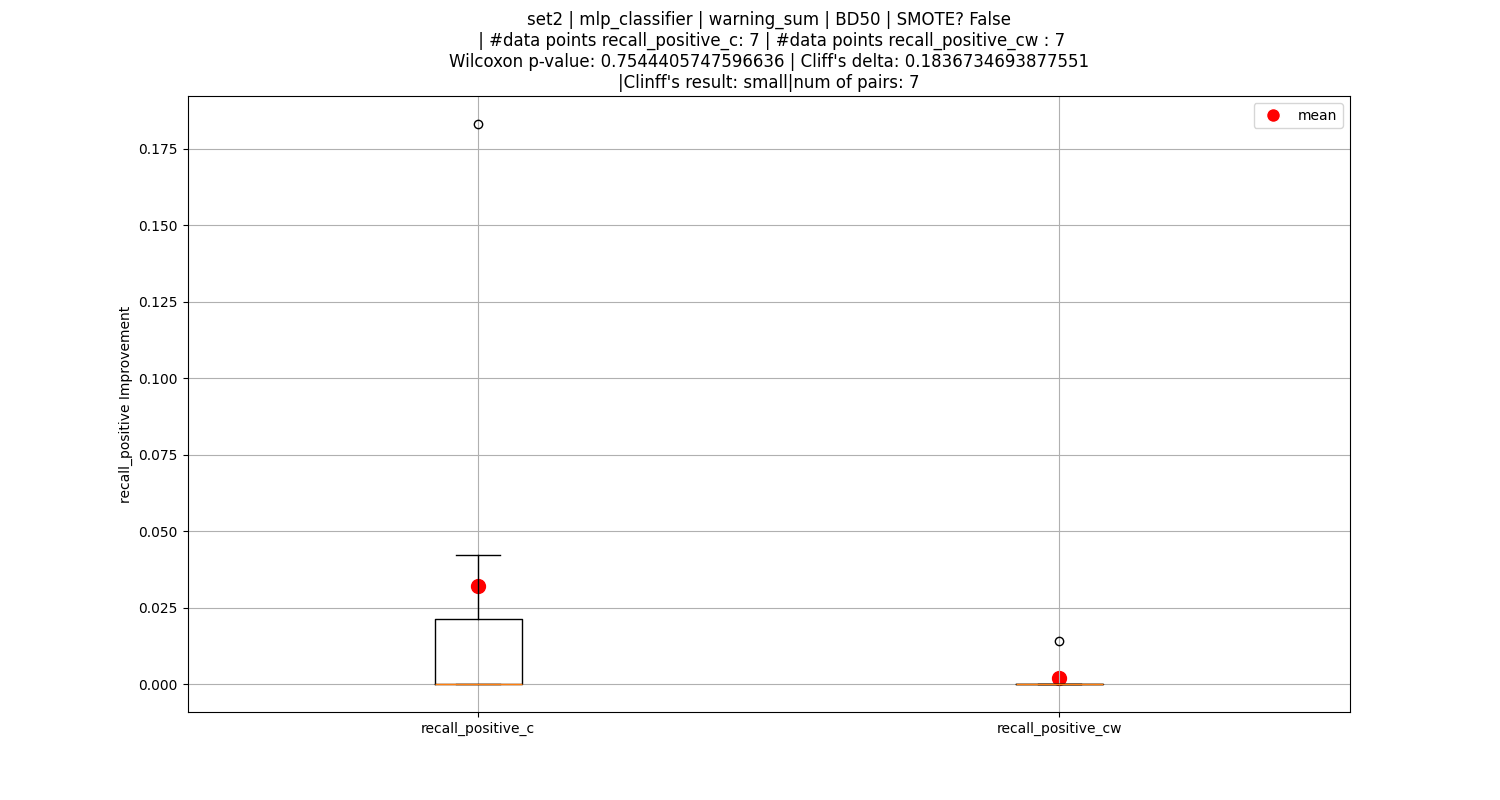 set2 | mlp_classifier | warning_sum | BD50 | SMOTE? False
| #data points recall_positive_c: 7 | #data points recall_positive_cw : 7
Wilcoxon p-value: 0.7544405747596636 | Cliff's delta: 0.1836734693877551
|Clinff's result: small|num of pairs: 7
mean
0.175
0.150
0.125
0.100
0.075
0.050
0.025
0.000
recall_positive Improvement
recall_positive_c
recall_positive_cw